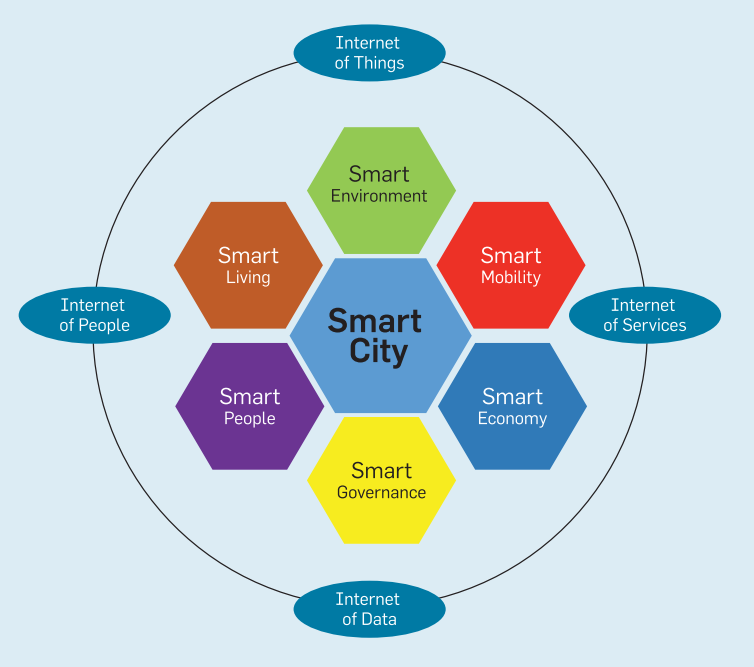 Internet
of Things
Smart
Environment
Smart
Living
Smart
Mobility
Internet
of People
Smart
City
Internet
of Services
Smart
People
Smart
Economy
Smart
Governance
Internet
of Data